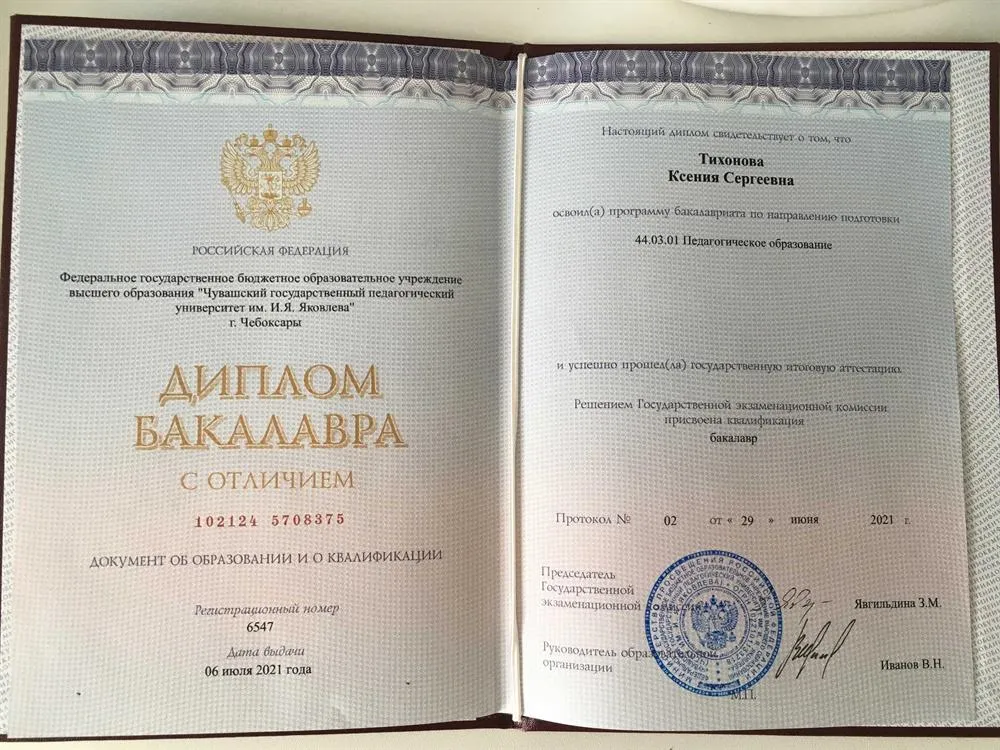 РОССИЙСКАЯ ФЕДЕРАЦИЯ
Федеральное государственное бюджетное образовательное учреждение
высшего образования "Чувашский государственный педагогический
университет им. И.Я. Яковлева"
г. Чебоксары
ДИПЛОМ
БАКАЛАВРА
С ОТЛИЧИЕМ
102124 5708375
ДОКУМЕНТ ОБ ОБРАЗОВАНИИ И О КВАЛИФИКАЦИИ
Регистрационный номер
6547
Дата выдачи
06 июля 2021 года
Настоящий диплом свидетельствует о том, что
Тихонова
Ксения Сергеевна
освоил(а) программу бакалавриата по направлению подготовки
44.03.01 Педагогическое образование
и успешно прошел(ла) государственную итоговую аттестацию.
Решением Государственной экзаменационной комиссии
присвоена квалификация
бакалавр
Протокол № 02 от « 29 » июня 2021 г.
Председатель
Государственной
экзаменационной комиссии Явгильдина З.М.
Руководитель образовательной
организации Иванов В.Н.
М.П.